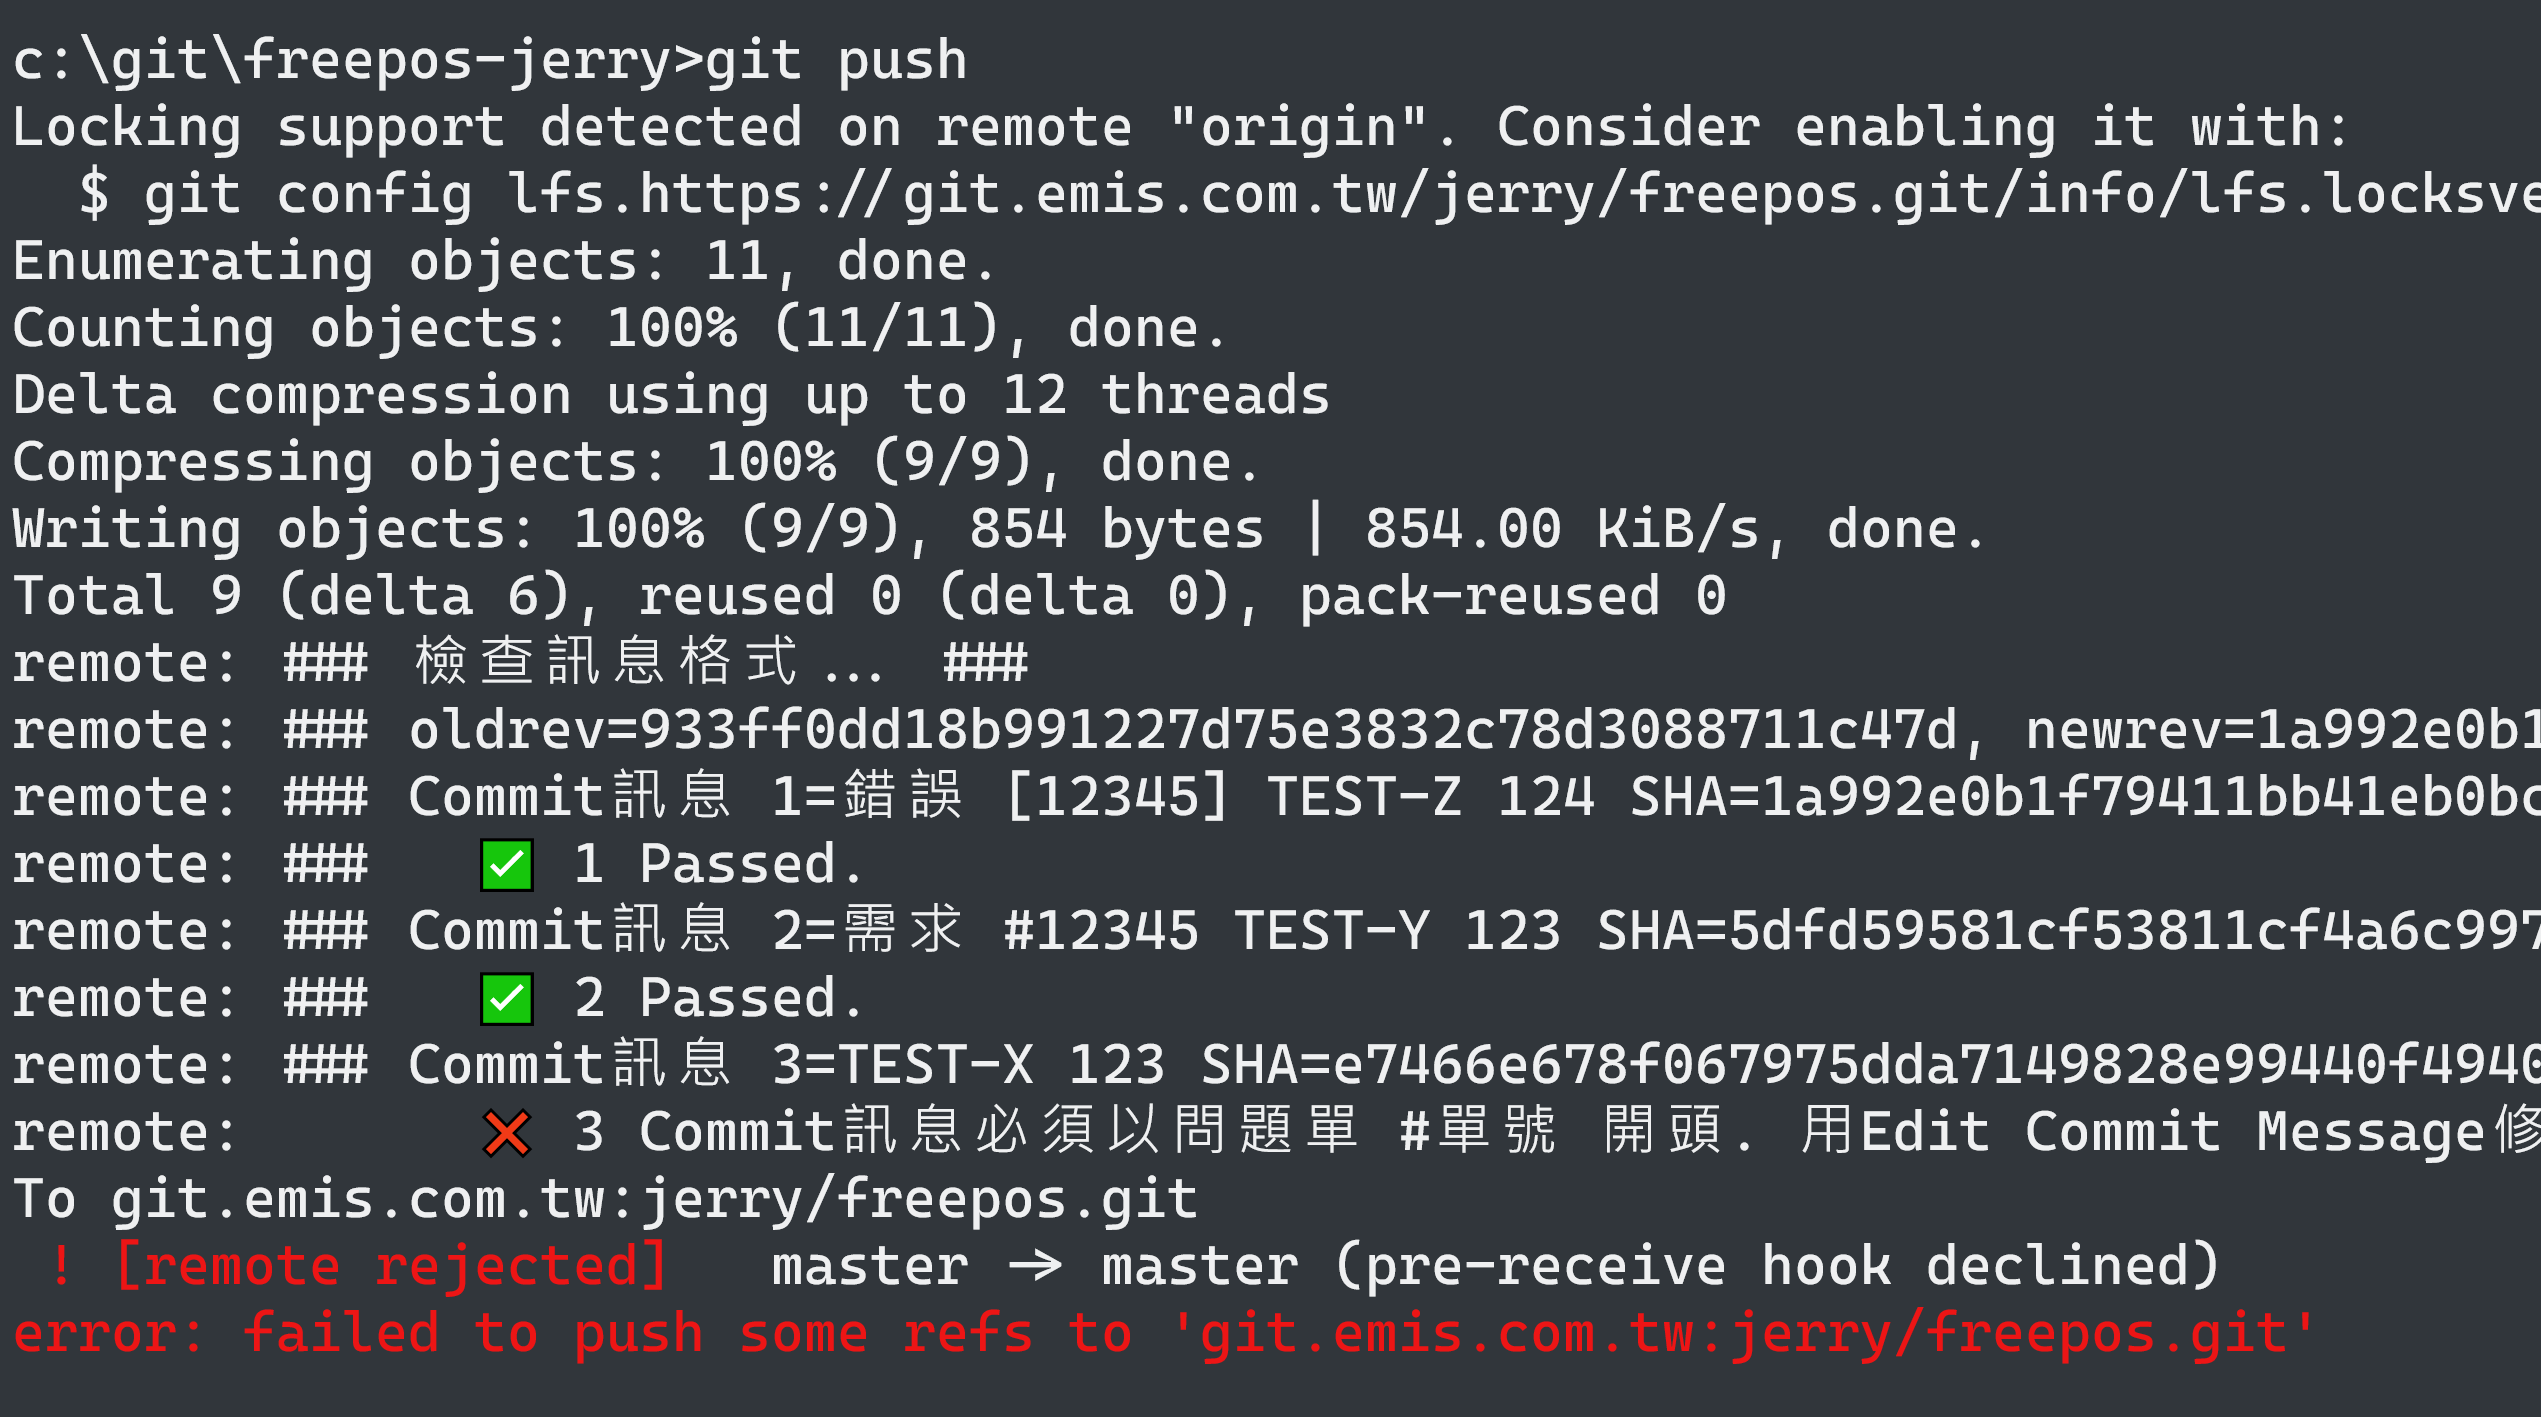 c:\git\freepos-jerry>git push
Locking support detected on remote "origin". Consider enabling it with:
  $ git config lfs.https://git.emis.com.tw/jerry/freepos.git/info/lfs.locksve
Enumerating objects: 11, done.
Counting objects: 100% (11/11), done.
Delta compression using up to 12 threads
Compressing objects: 100% (9/9), done.
Writing objects: 100% (9/9), 854 bytes | 854.00 KiB/s, done.
Total 9 (delta 6), reused 0 (delta 0), pack-reused 0
remote: ### 檢查訊息格式...  ###
remote: ### oldrev=933ff0dd18b991227d75e3832c78d3088711c47d, newrev=1a992e0b1
remote: ### Commit訊息 1=錯誤 [12345] TEST-Z 124 SHA=1a992e0b1f79411bb41eb0bc
remote: ###   ✅ 1 Passed.
remote: ### Commit訊息 2=需求 #12345 TEST-Y 123 SHA=5dfd59581cf53811cf4a6c997
remote: ###   ✅ 2 Passed.
remote: ### Commit訊息 3=TEST-X 123 SHA=e7466e678f067975dda7149828e99440f4940
remote:       ❌ 3 Commit訊息必須以問題單 #單號 開頭. 用Edit Commit Message修
To git.emis.com.tw:jerry/freepos.git
 ! [remote rejected]   master -> master (pre-receive hook declined)
error: failed to push some refs to 'git.emis.com.tw:jerry/freepos.git'